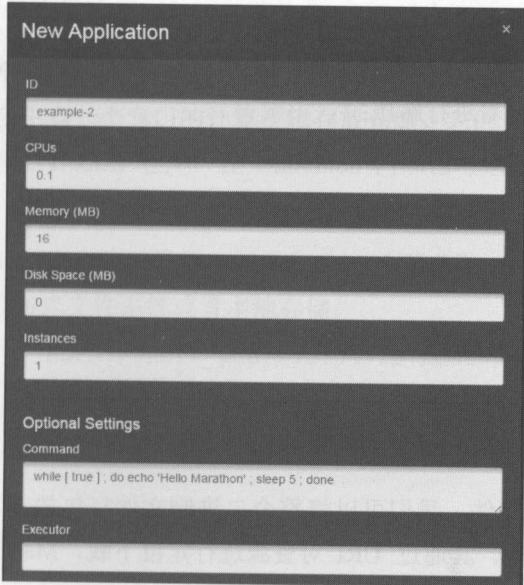 New Application ×
ID
example-2
CPUs
0.1
Memory (MB)
16
Disk Space (MB)
0
Instances
1
Optional Settings
Command
while [ true ] ; do echo 'Hello Marathon' ; sleep 5 ; done
Executor